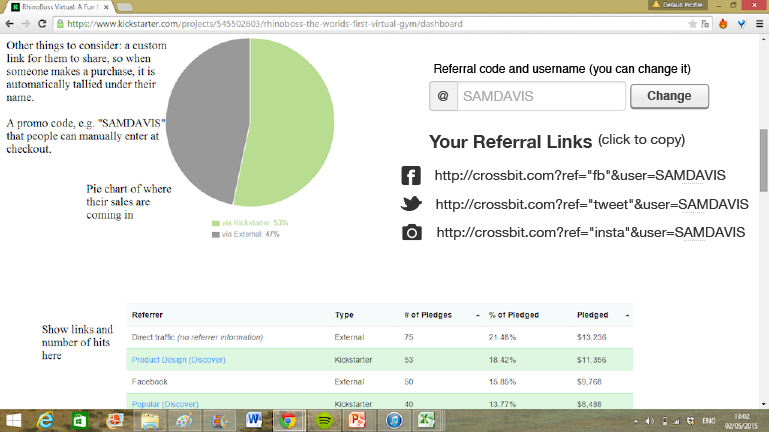 RhinoBoss Virtual: A Fun
Default Profile
https://www.kickstarter.com/projects/545502803/rhinoboss-the-worlds-first-virtual-gym/dashboard
Other things to consider: a custom
link for them to share, so when
someone makes a purchase, it is
automatically tallied under their
name.
A promo code, e.g. "SAMDAVIS"
that people can manually enter at
checkout.
Pie chart of where
their sales are
coming in
via Kickstarter: 53%
via External: 47%
Referral code and username (you can change it)
@ SAMDAVIS Change
Your Referral Links (click to copy)
http://crossbit.com?ref="fb"&user=SAMDAVIS
http://crossbit.com?ref="tweet"&user=SAMDAVIS
http://crossbit.com?ref="insta"&user=SAMDAVIS
Show links and
number of hits
here
Referrer Type # of Pledges % of Pledged Pledged
Direct traffic (no referrer information) External 75 21.46% $13,236
Product Design (Discover) Kickstarter 53 18.42% $11,356
Facebook External 50 15.85% $9,768
Popular (Discover) Kickstarter 40 13.77% $8,488
ENG
13:02
02/05/2015